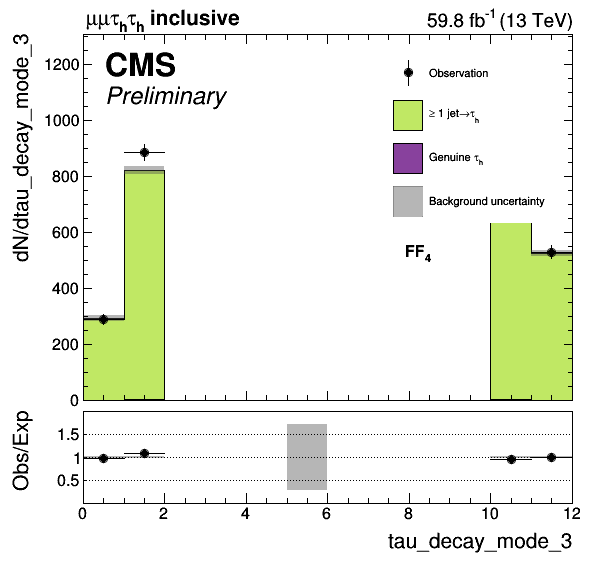 μμτₕτₕ inclusive 59.8 fb⁻¹ (13 TeV)
CMS
Preliminary
Observation
≥ 1 jet→τₕ
Genuine τₕ
Background uncertainty
FF₄
dN/dtau_decay_mode_3
1200
1000
800
600
400
200
0
Obs/Exp
1.5
1
0.5
0 2 4 6 8 10 12
tau_decay_mode_3